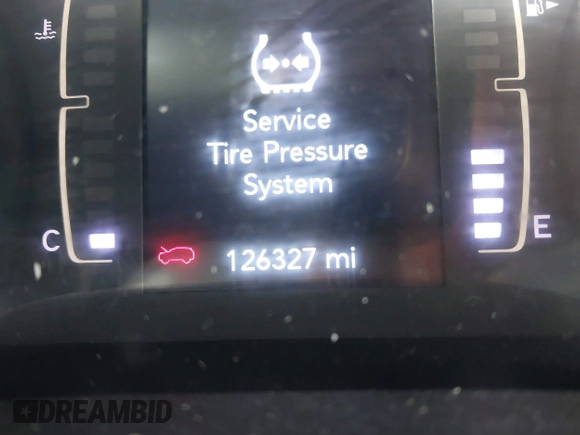 Service
Tire Pressure
System
C
E
126327 mi
DREAMBID